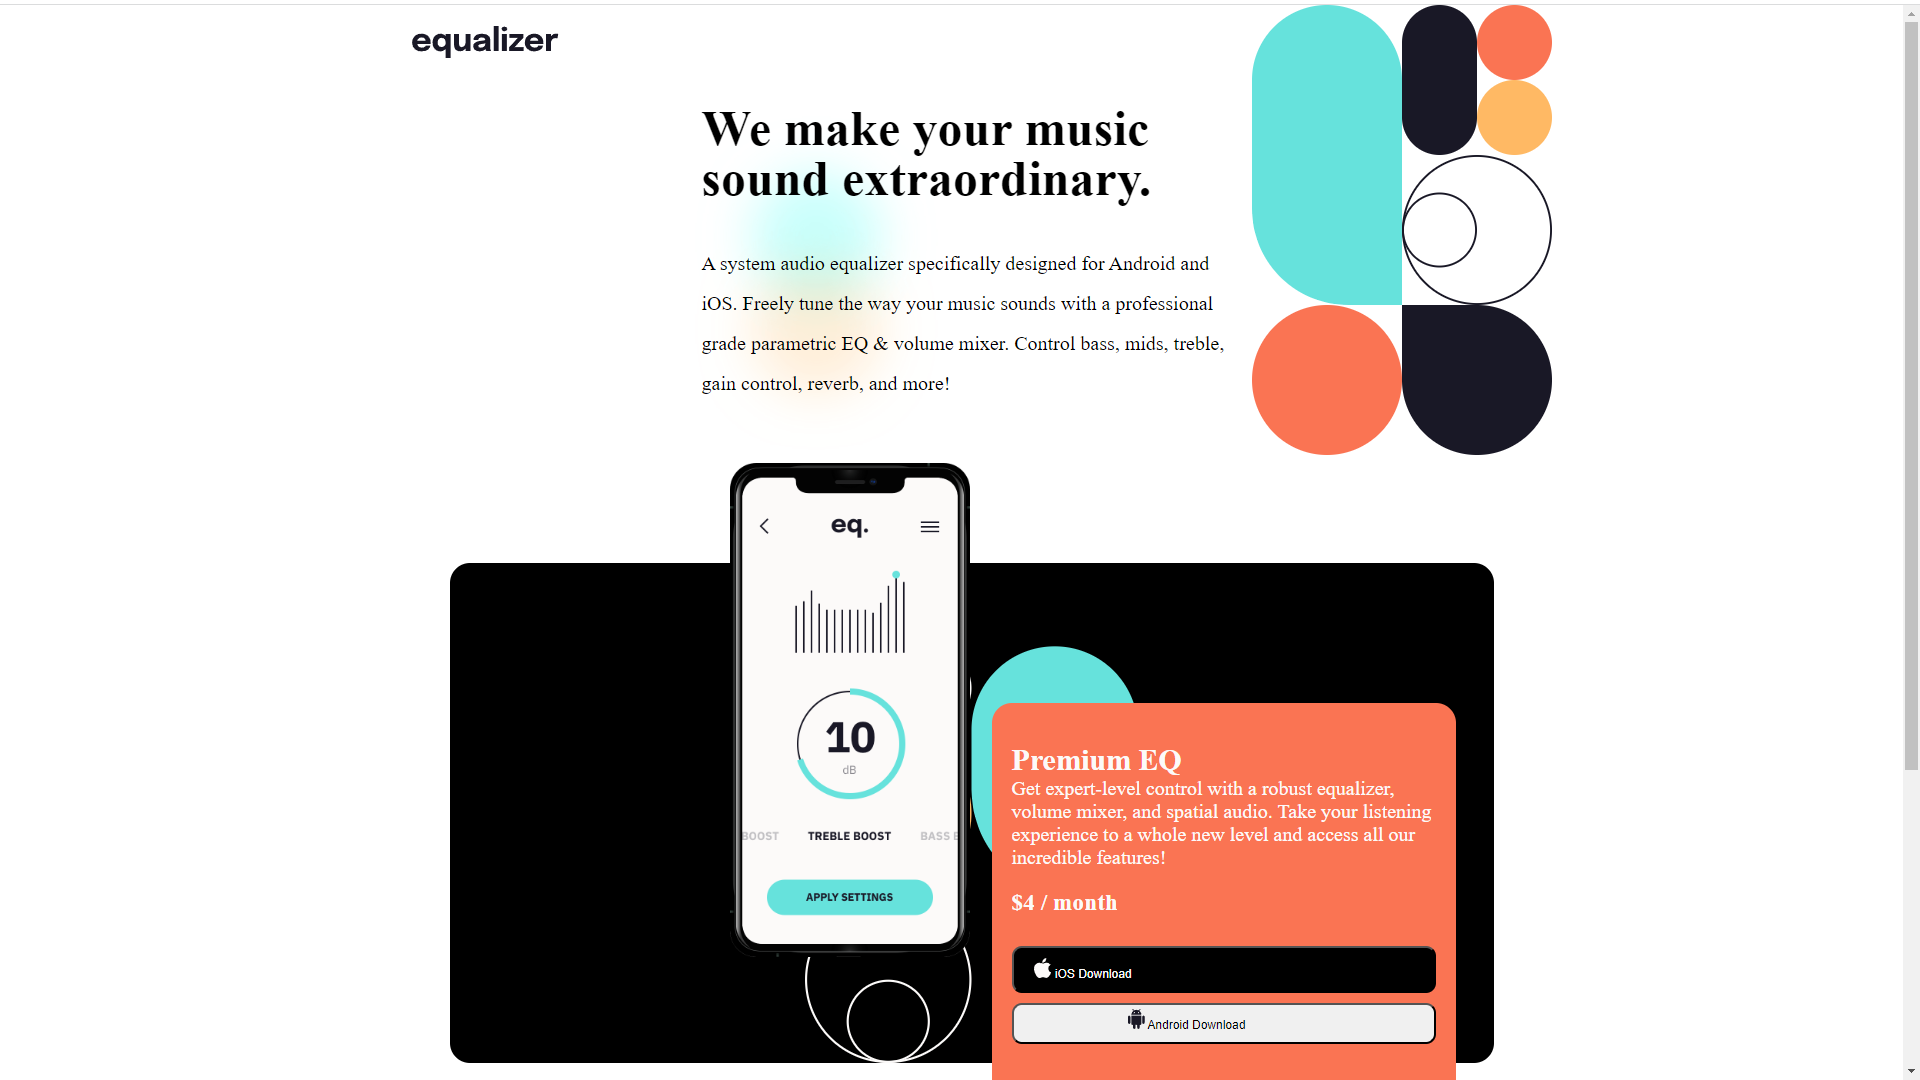 equalizer
We make your music
sound extraordinary.
A system audio equalizer specifically designed for Android and
iOS. Freely tune the way your music sounds with a professional
grade parametric EQ & volume mixer. Control bass, mids, treble,
gain control, reverb, and more!
eq.
10
dB
BOOST TREBLE BOOST BASS B
APPLY SETTINGS
Premium EQ
Get expert-level control with a robust equalizer,
volume mixer, and spatial audio. Take your listening
experience to a whole new level and access all our
incredible features!
$4 / month
iOS Download
Android Download